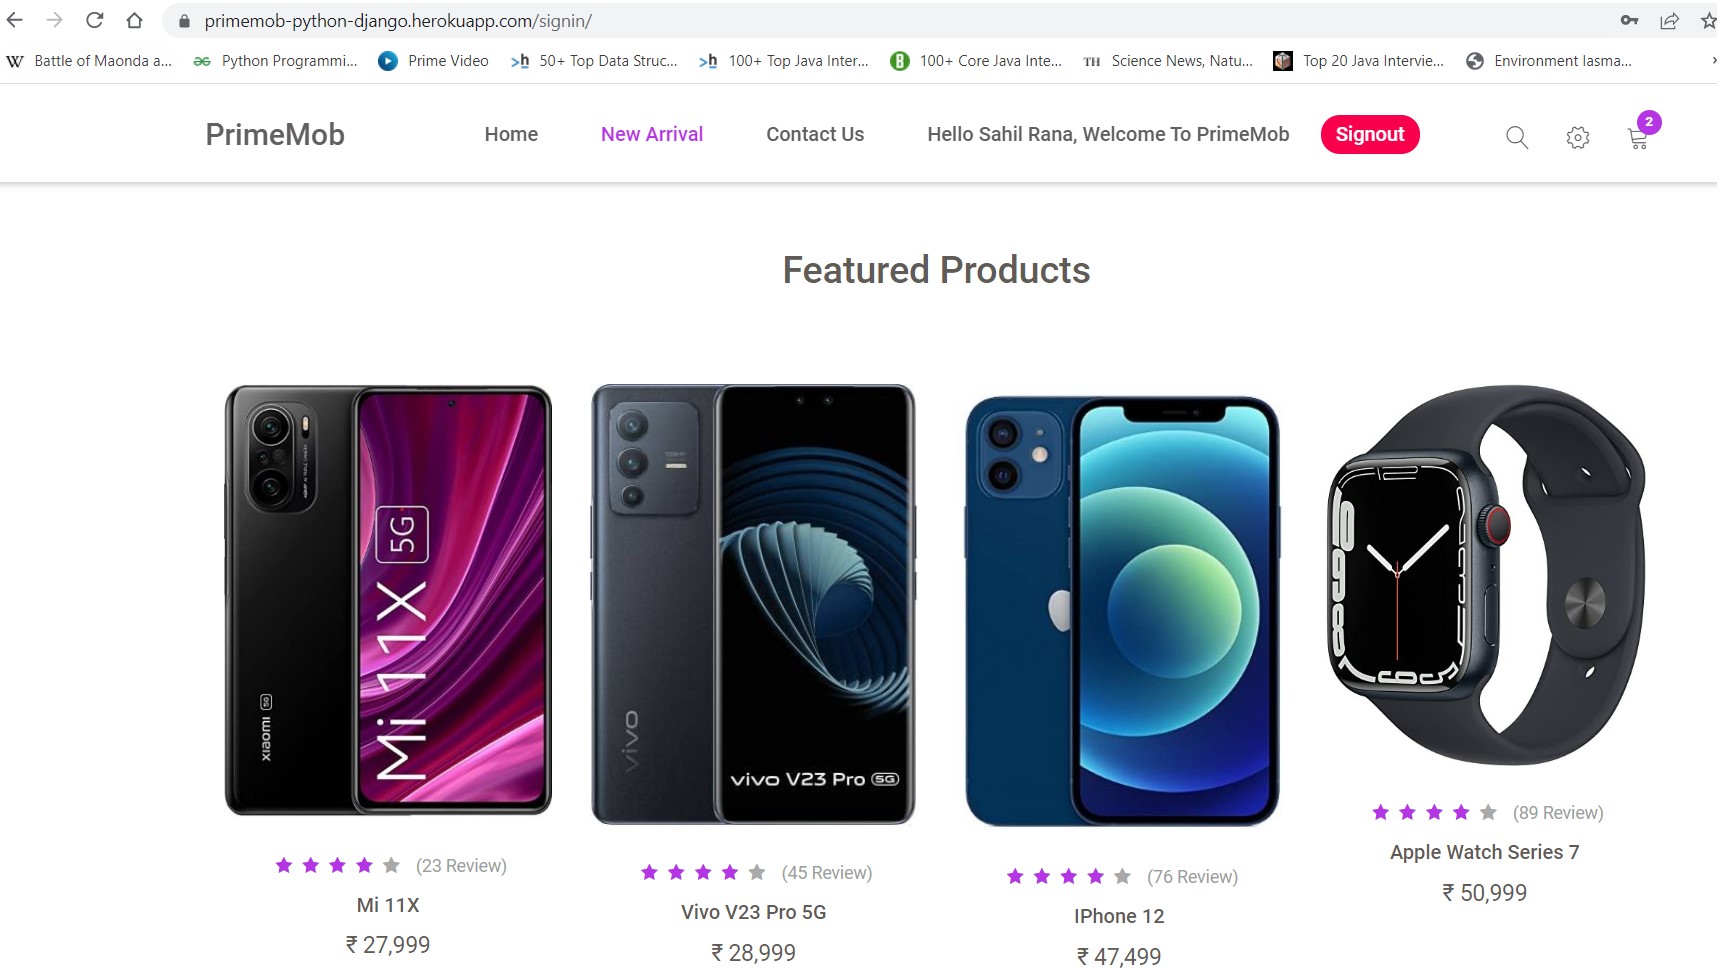 primemob-python-django.herokuapp.com/signin/
Battle of Maonda a... Python Programmi... Prime Video 50+ Top Data Struc... 100+ Top Java Inter... 100+ Core Java Inte... TH Science News, Natu... Top 20 Java Intervie... Environment Iasma...
PrimeMob Home New Arrival Contact Us Hello Sahil Rana, Welcome To PrimeMob Signout 2
Featured Products
Mi 11X 5G
xiaomi 5G
vivo
vivo V23 Pro 5G
(23 Review)
Mi 11X
₹ 27,999
(45 Review)
Vivo V23 Pro 5G
₹ 28,999
(76 Review)
IPhone 12
₹ 47,499
(89 Review)
Apple Watch Series 7
₹ 50,999